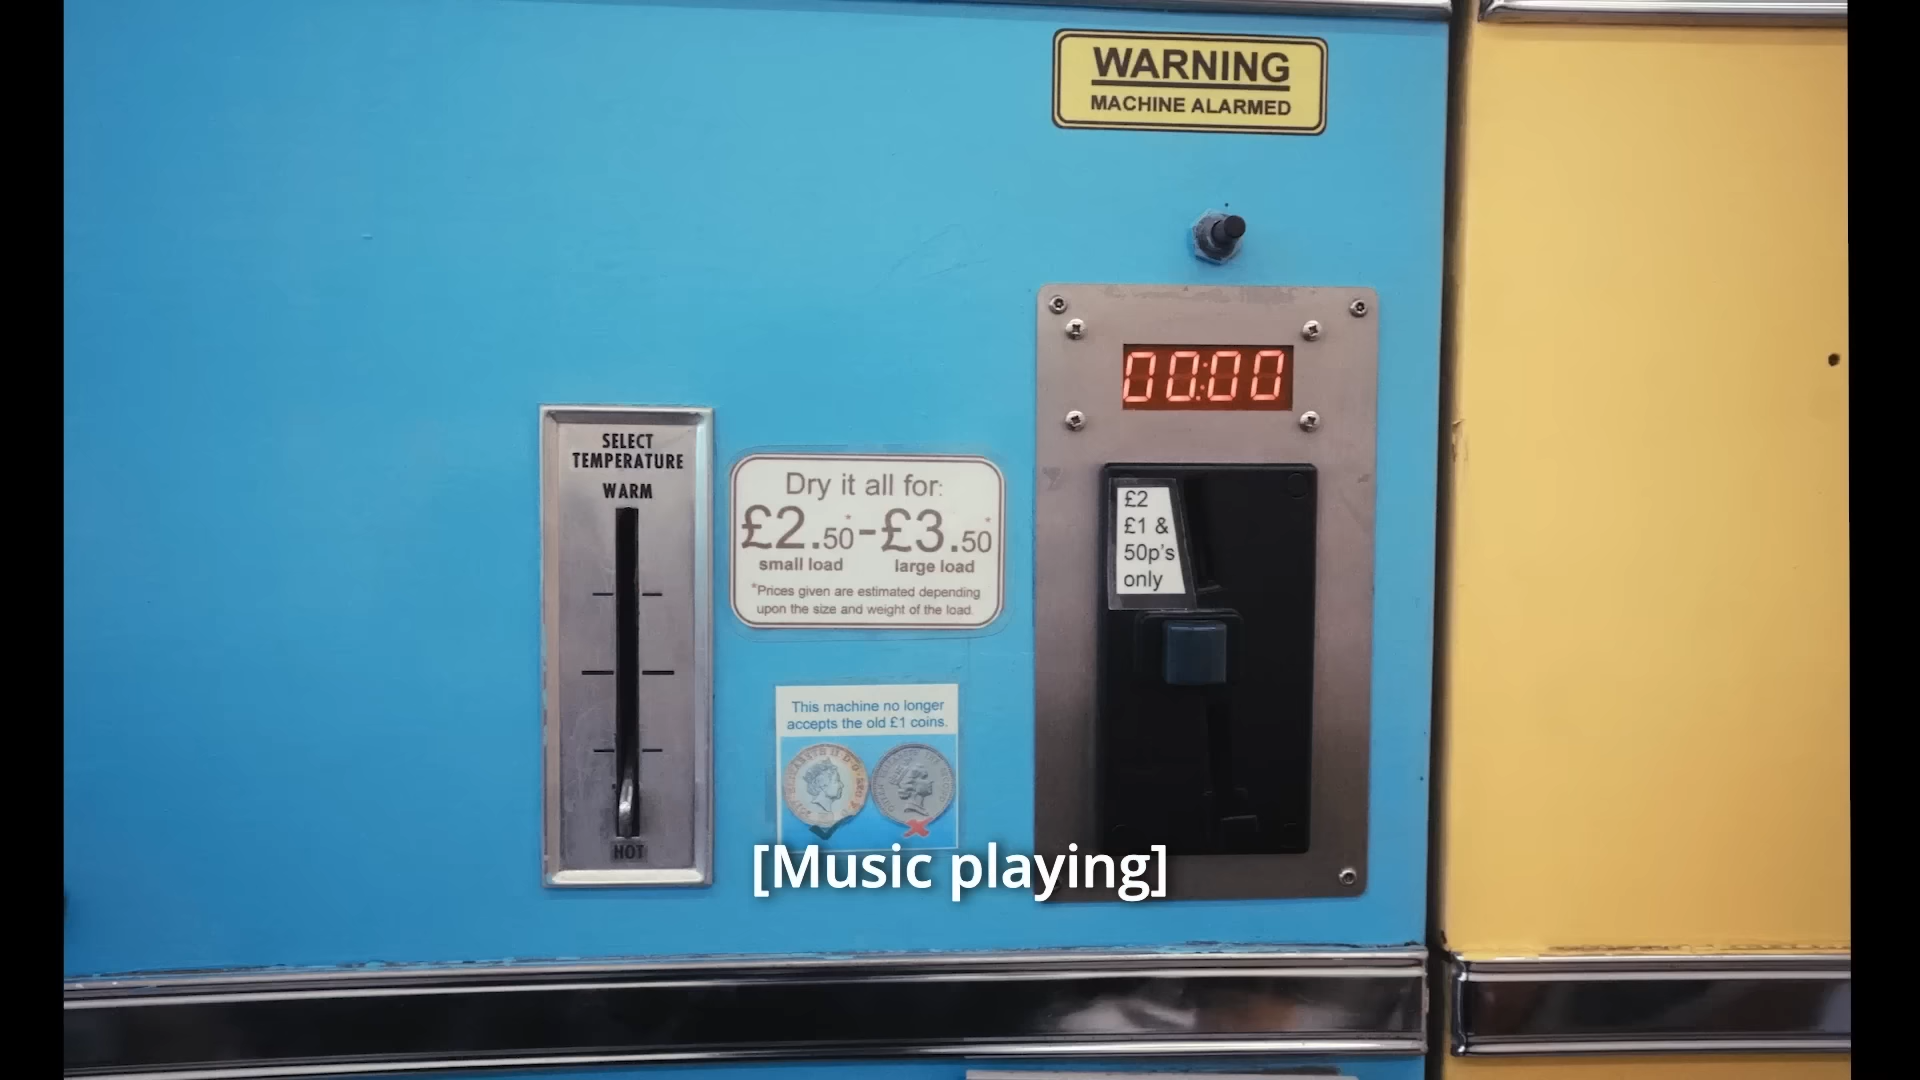 WARNING
MACHINE ALARMED
00:00
SELECT
TEMPERATURE
WARM
HOT
Dry it all for:
£2.50*-£3.50*
small load large load
*Prices given are estimated depending
upon the size and weight of the load.
£2
£1 &
50p's
only
This machine no longer
accepts the old £1 coins.
[Music playing]